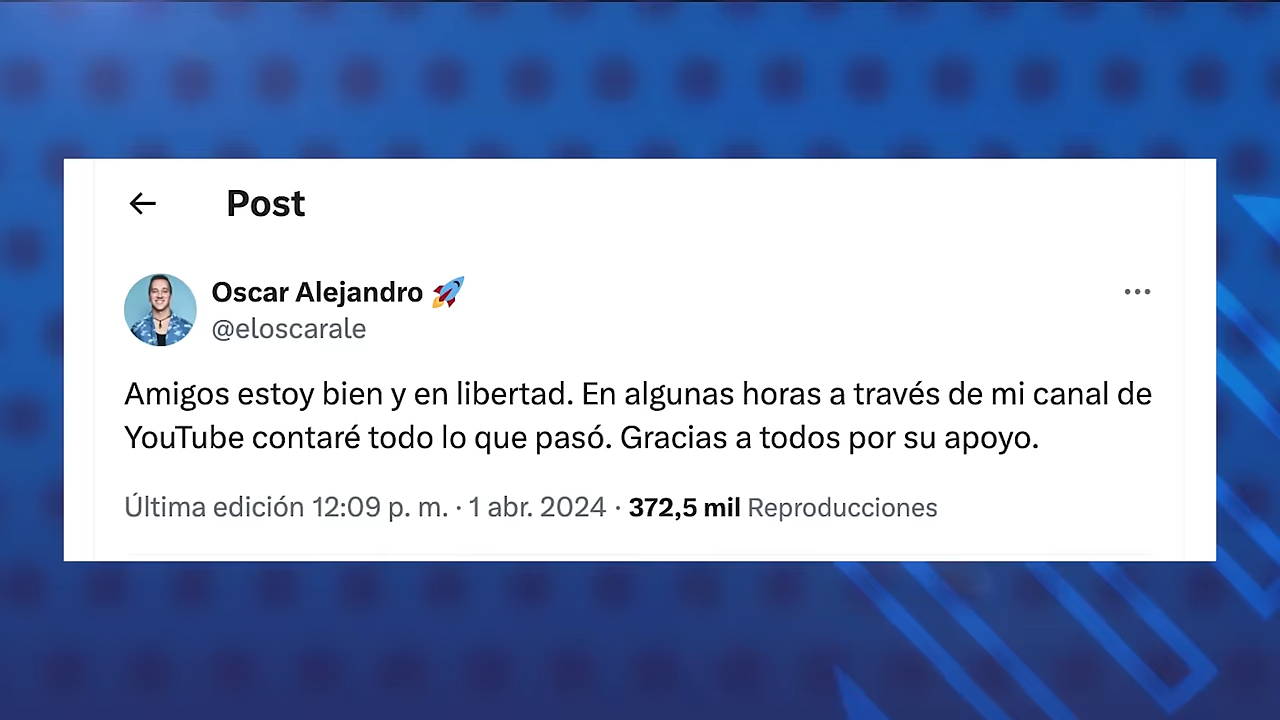 Post
Oscar Alejandro 🚀
@eloscarale
Amigos estoy bien y en libertad. En algunas horas a través de mi canal de
YouTube contaré todo lo que pasó. Gracias a todos por su apoyo.
Última edición 12:09 p. m. · 1 abr. 2024 · 372,5 mil Reproducciones